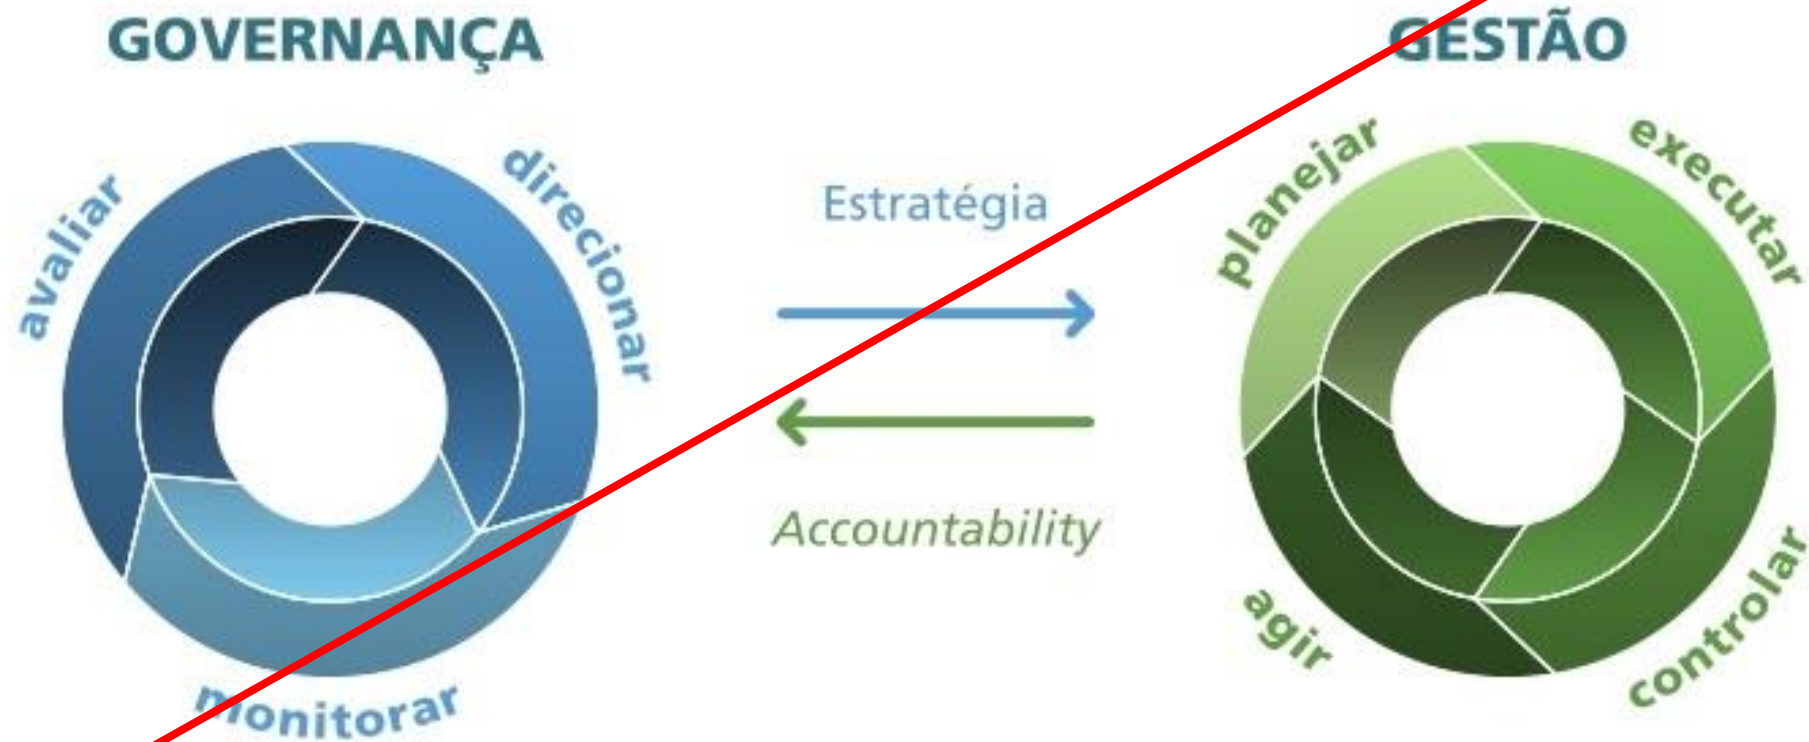 GOVERNANÇA
GESTÃO
avaliar
direcionar
monitorar
Estratégia
Accountability
planejar
executar
agir
controlar